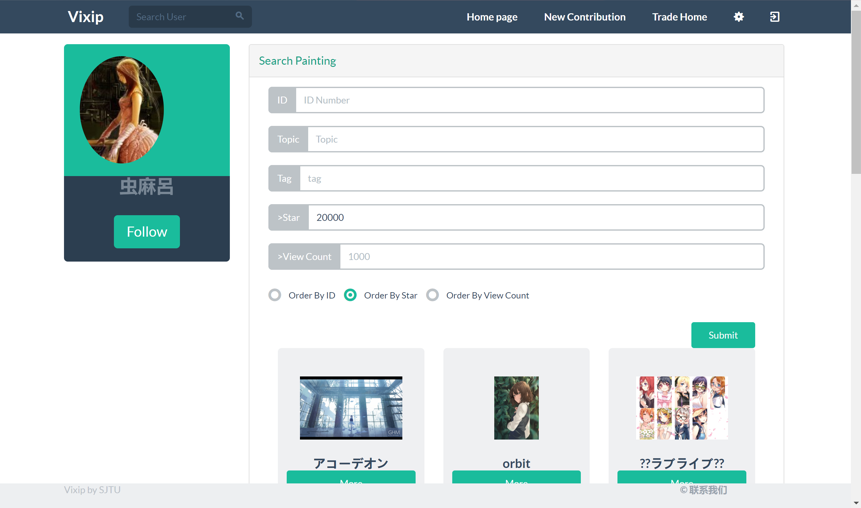 Vixip
Search User
Home page
New Contribution
Trade Home
虫麻呂
Follow
Search Painting
ID
ID Number
Topic
Topic
Tag
tag
>Star
20000
>View Count
1000
Order By ID
Order By Star
Order By View Count
Submit
アコーデオン
orbit
??ラブライブ??
More
More
More
Vixip by SJTU
© 联系我们